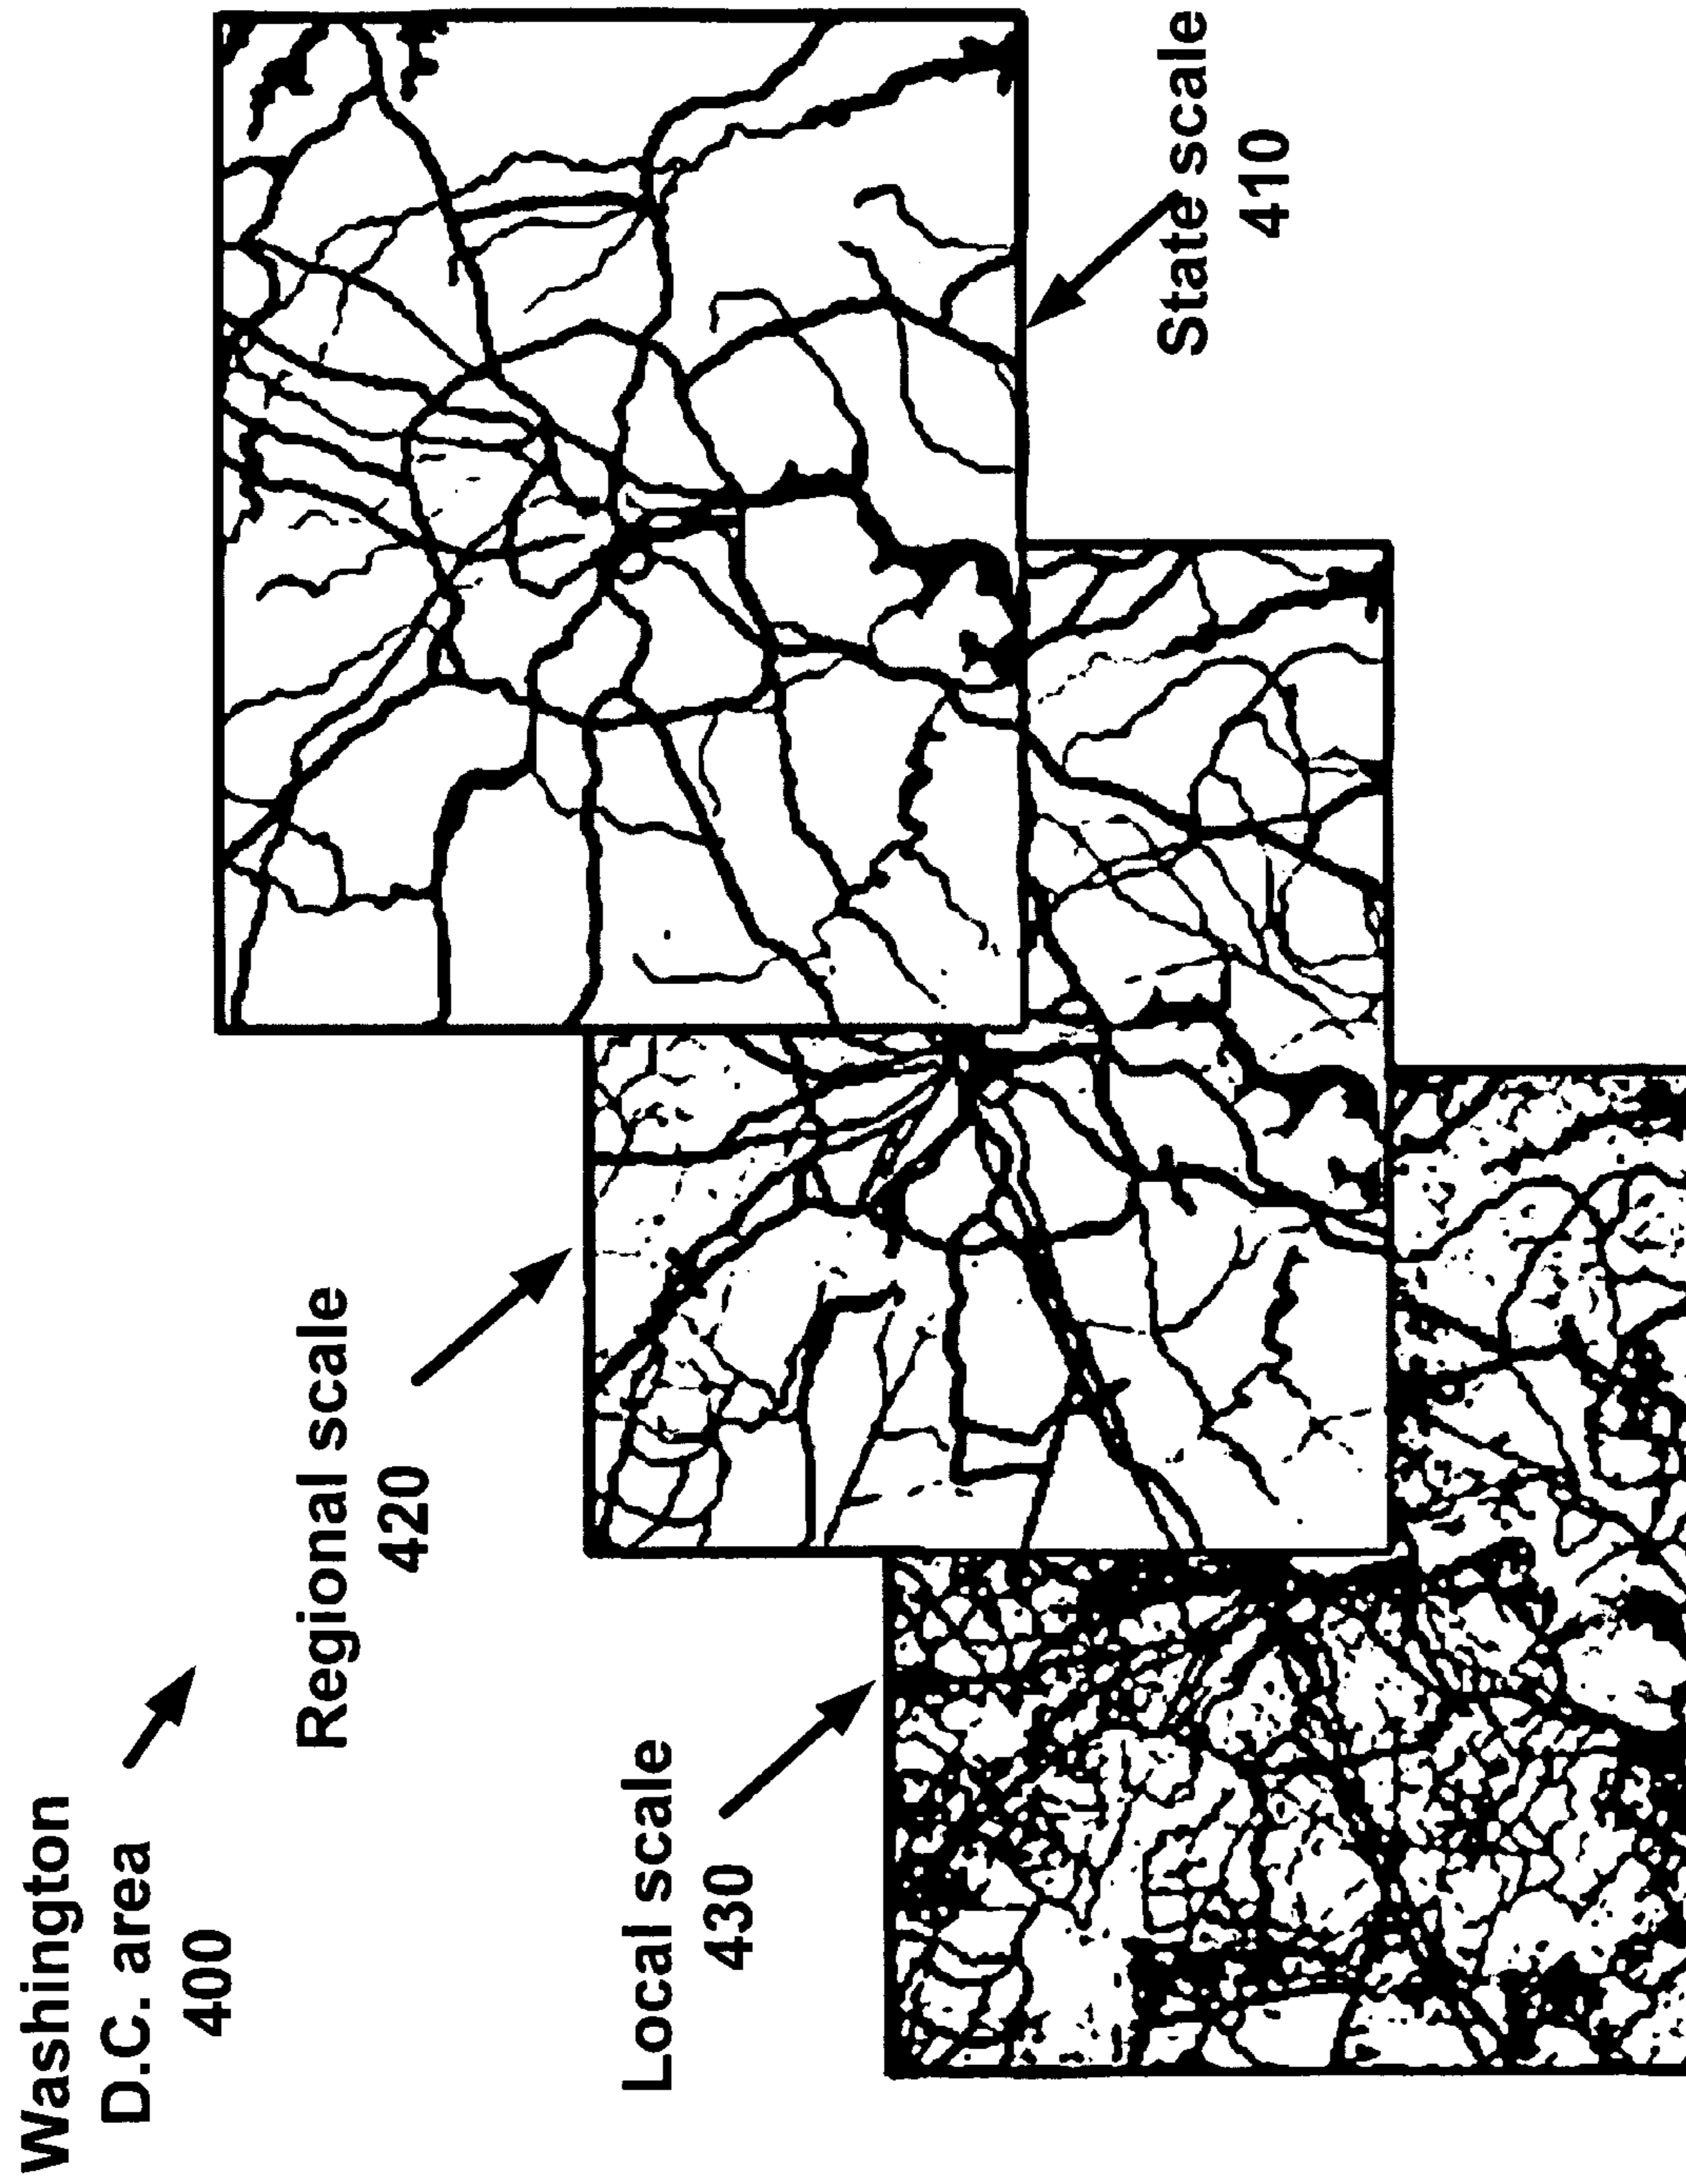 Washington
D.C. area
400
Regional scale
420
Local scale
430
State scale
410